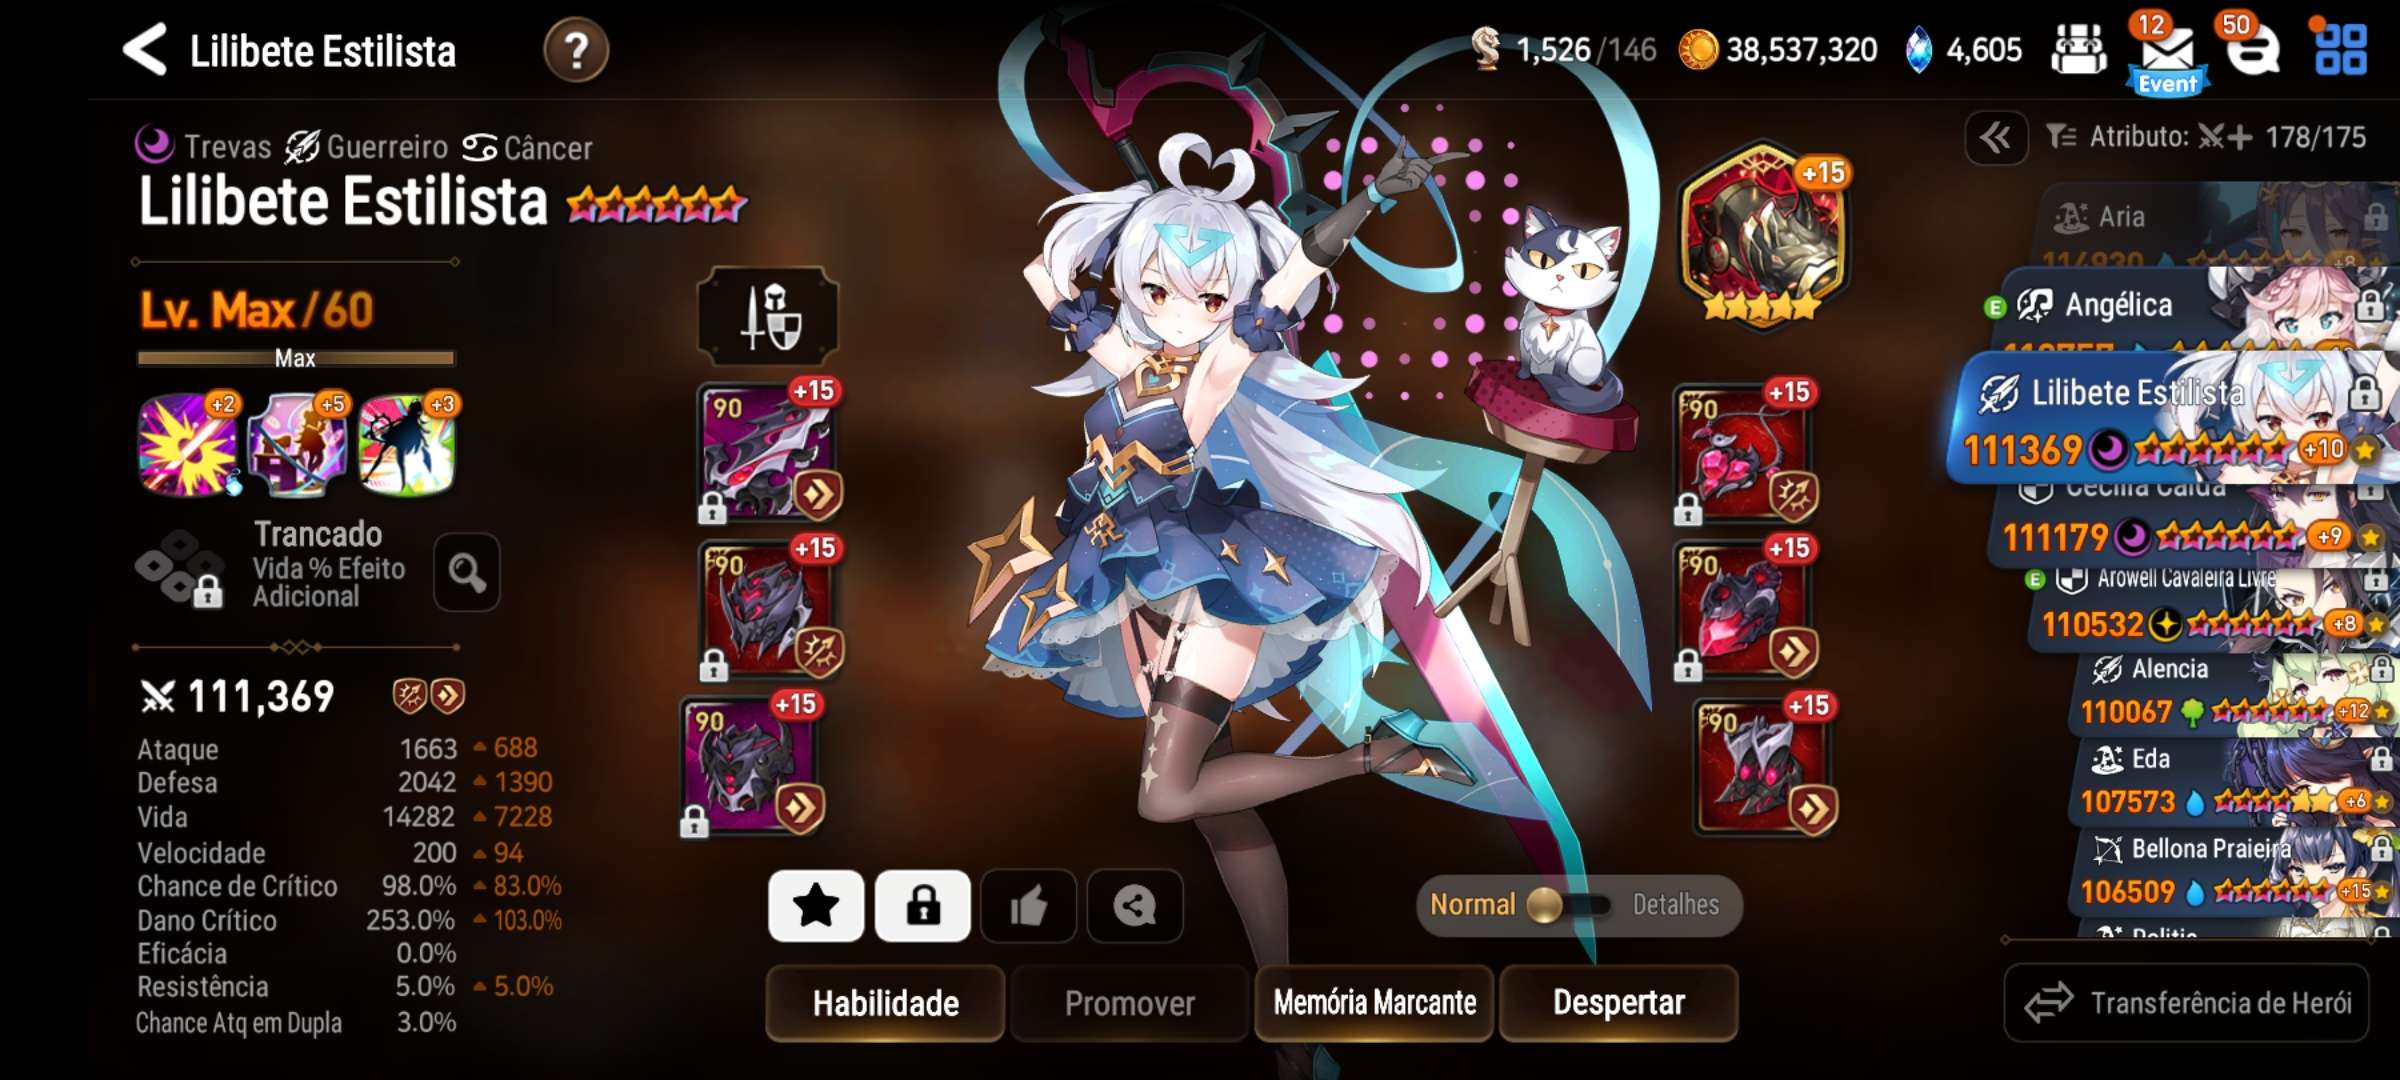 Lilibete Estilista
?
1,526/146
38,537,320
4,605
12
Event
50
Trevas Guerreiro Câncer
Lilibete Estilista
Lv. Max/60
Max
+2
+5
+3
Trancado
Vida % Efeito
Adicional
111,369
Ataque 1663 688
Defesa 2042 1390
Vida 14282 7228
Velocidade 200 94
Chance de Crítico 98.0% 83.0%
Dano Crítico 253.0% 103.0%
Eficácia 0.0%
Resistência 5.0% 5.0%
Chance Atq em Dupla 3.0%
90 +15
90 +15
90 +15
+15
90 +15
90 +15
90 +15
Normal Detalhes
Habilidade
Promover
Memória Marcante
Despertar
Atributo: 178/175
Aria
114930 +8
E Angélica
Lilibete Estilista
111369 +10
Cecilia Caída
111179 +9
E Arowell Cavaleira Livre
110532 +8
Alencia
110067 +12
Eda
107573 +6
Bellona Praieira
106509 +15
Politis
Transferência de Herói